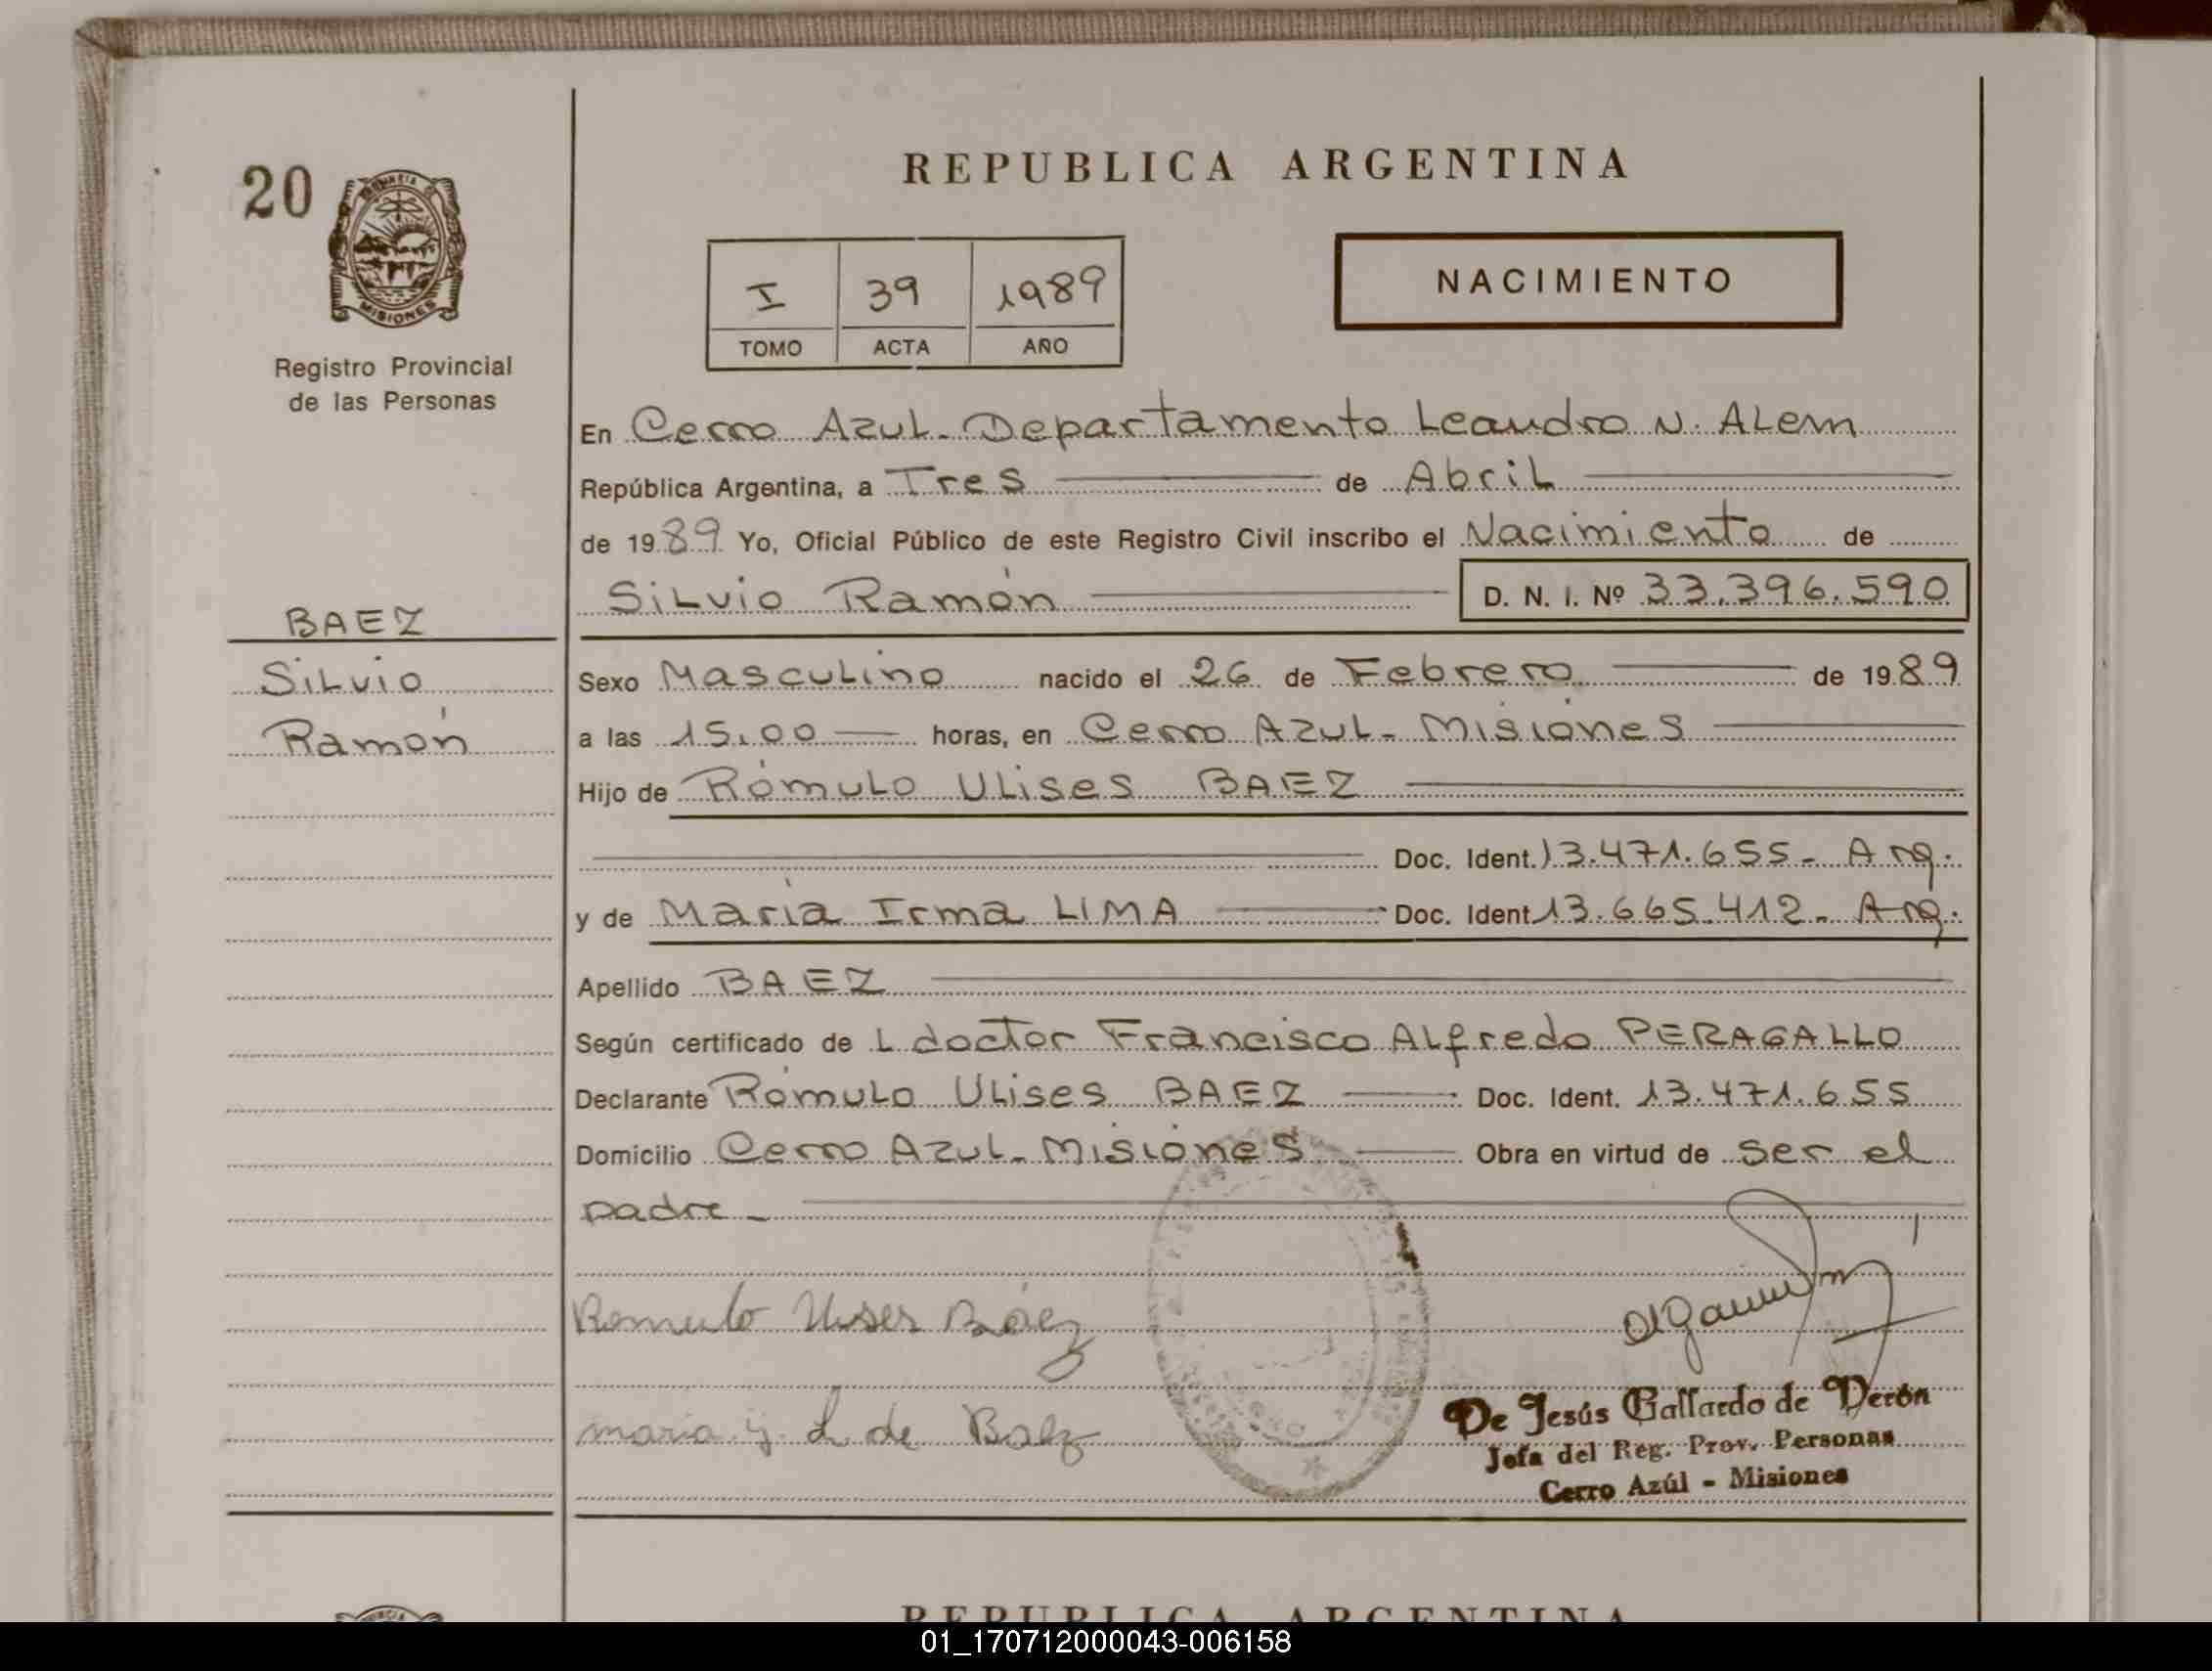 REPUBLICA ARGENTINA
20
PROVINCIA DE
MISIONES
Registro Provincial
de las Personas
I 39 1989
TOMO ACTA AÑO
NACIMIENTO
En Cerro Azul - Departamento Leandro N. Alem
República Argentina, a Tres de Abril
de 1989 Yo, Oficial Público de este Registro Civil inscribo el Nacimiento de
Silvio Ramón D. N. I. Nº 33.396.590
BAEZ
Silvio
Ramón
Sexo Masculino nacido el 26 de Febrero de 1989
a las 15,00 horas, en Cerro Azul - Misiones
Hijo de Rómulo Ulises BAEZ
Doc. Ident. 13.471.655 - Arg.
y de María Irma LIMA Doc. Ident 13.665.412 - Arg.
Apellido BAEZ
Según certificado de L doctor Francisco Alfredo PERAGALLO
Declarante Rómulo Ulises BAEZ Doc. Ident. 13.471.655
Domicilio Cerro Azul - Misiones Obra en virtud de ser el
padre -
Romulo Ulises Báez
maria y. L de Baez
De Jesús Gallardo de Verón
Jefa del Reg. Prov. Personas
Cerro Azúl - Misiones
REPUBLICA ARGENTINA
01_170712000043-006158